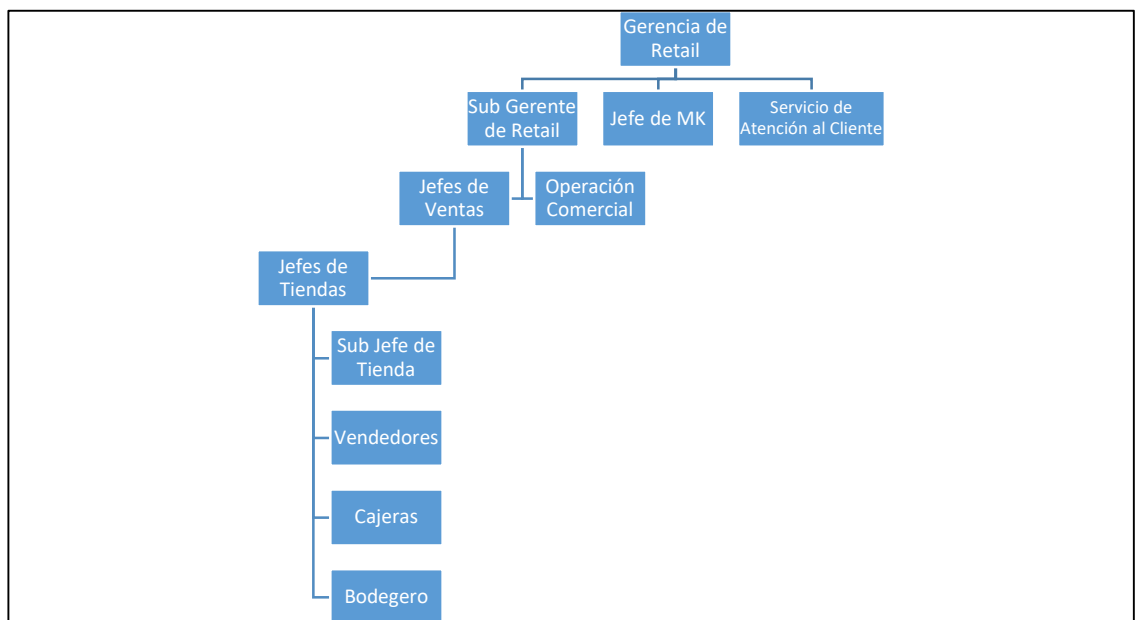 Gerencia de
Retail
Sub Gerente
de Retail
Jefe de MK
Servicio de
Atención al Cliente
Jefes de
Ventas
Operación
Comercial
Jefes de
Tiendas
Sub Jefe de
Tienda
Vendedores
Cajeras
Bodegero